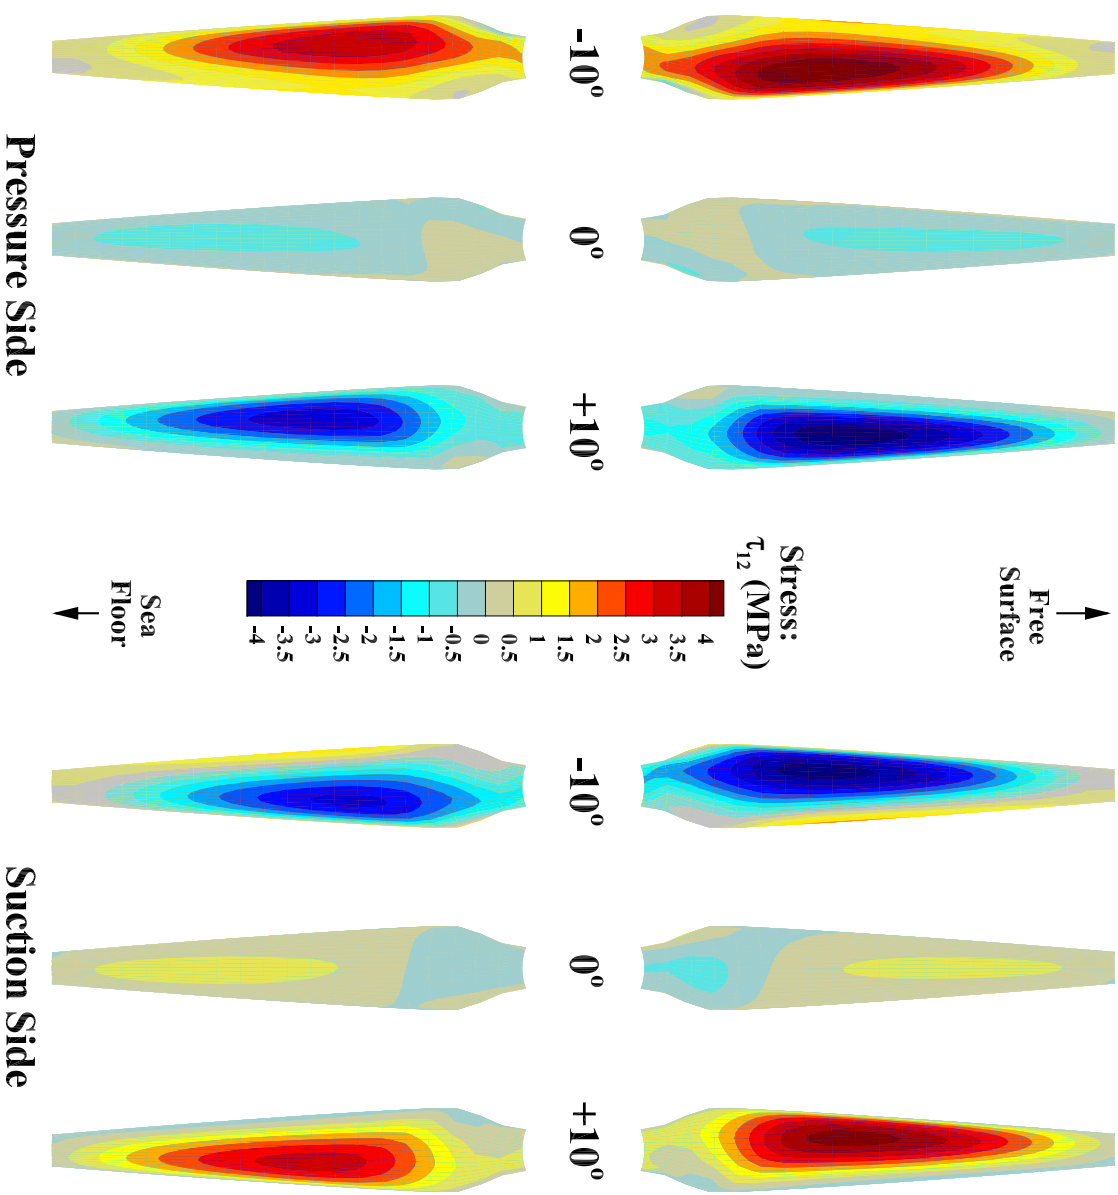 Pressure Side
-10°
0°
+10°
Stress:
τ12 (MPa)
4
3.5
3
2.5
2
1.5
1
0.5
0
-0.5
-1
-1.5
-2
-2.5
-3
-3.5
-4
Free
Surface
Sea
Floor
Suction Side
-10°
0°
+10°